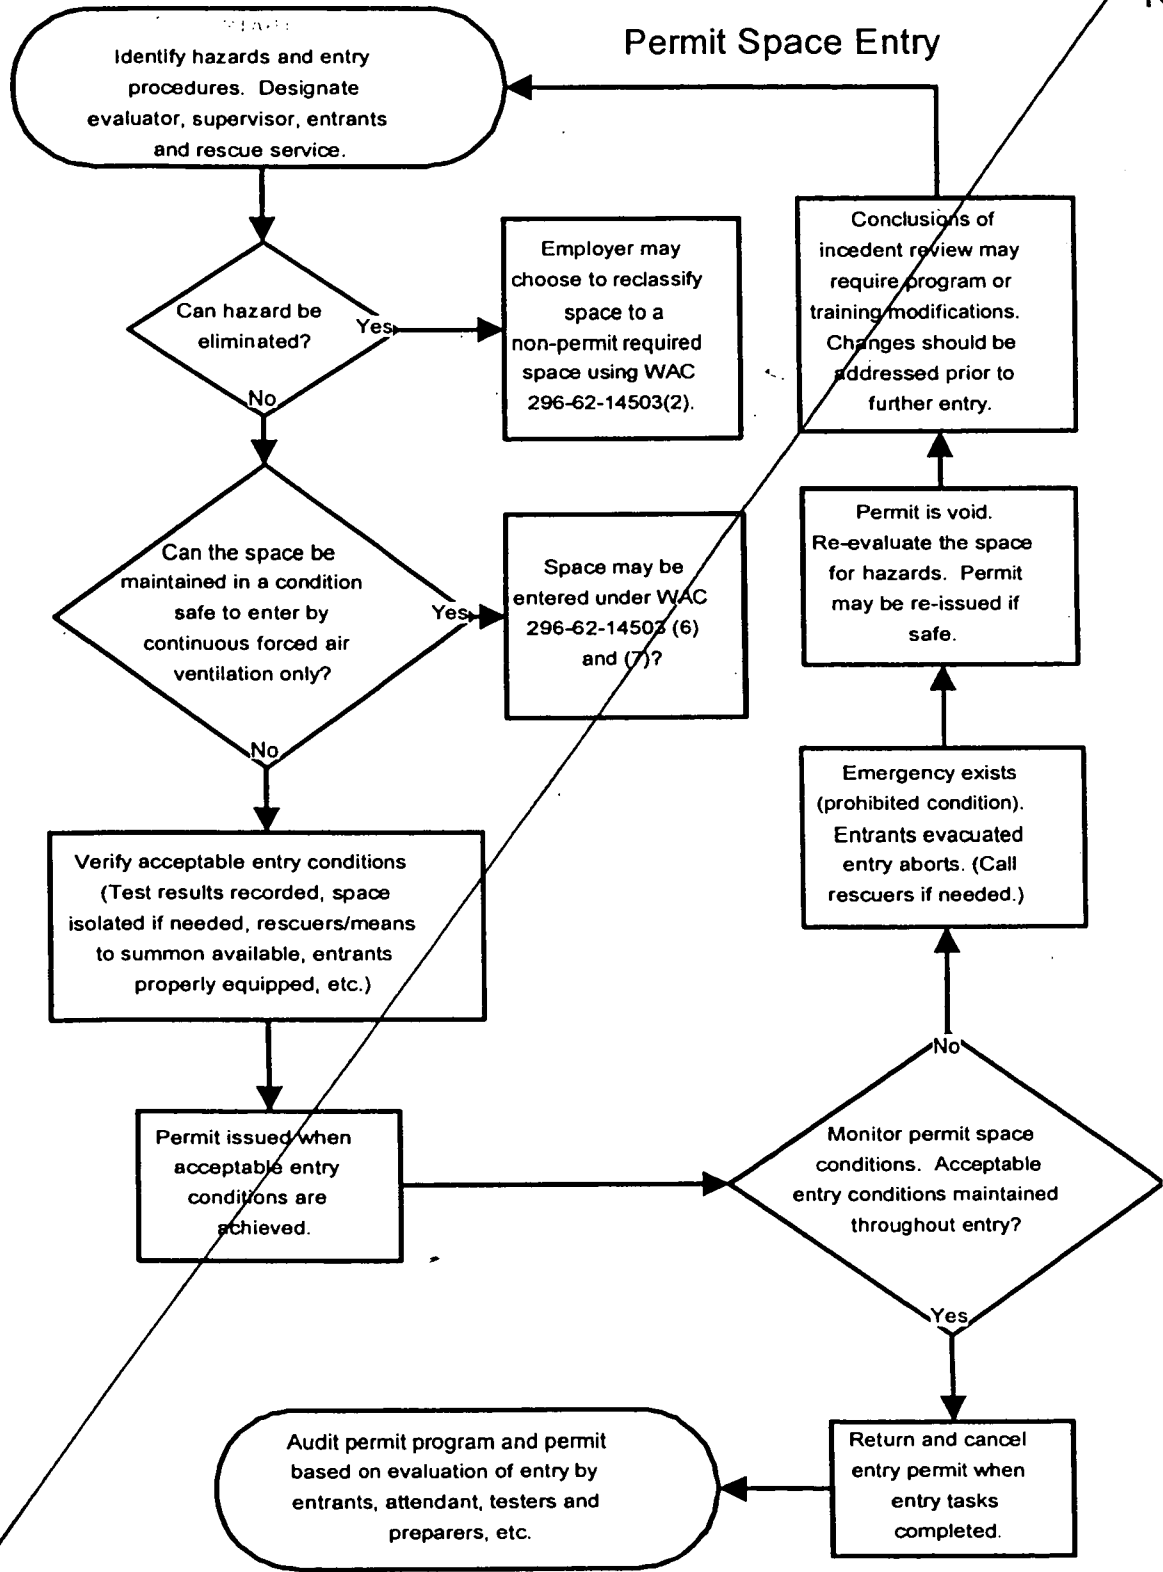 Permit Space Entry
Identify hazards and entry
procedures. Designate
evaluator, supervisor, entrants
and rescue service.
Can hazard be
eliminated?
Yes
No
Employer may
choose to reclassify
space to a
non-permit required
space using WAC
296-62-14503(2).
Can the space be
maintained in a condition
safe to enter by
continuous forced air
ventilation only?
Yes
No
Space may be
entered under WAC
296-62-14503 (6)
and (7)?
Verify acceptable entry conditions
(Test results recorded, space
isolated if needed, rescuers/means
to summon available, entrants
properly equipped, etc.)
Permit issued when
acceptable entry
conditions are
achieved.
Monitor permit space
conditions. Acceptable
entry conditions maintained
throughout entry?
No
Yes
Emergency exists
(prohibited condition).
Entrants evacuated
entry aborts. (Call
rescuers if needed.)
Permit is void.
Re-evaluate the space
for hazards. Permit
may be re-issued if
safe.
Conclusions of
incedent review may
require program or
training modifications.
Changes should be
addressed prior to
further entry.
Return and cancel
entry permit when
entry tasks
completed.
Audit permit program and permit
based on evaluation of entry by
entrants, attendant, testers and
preparers, etc.